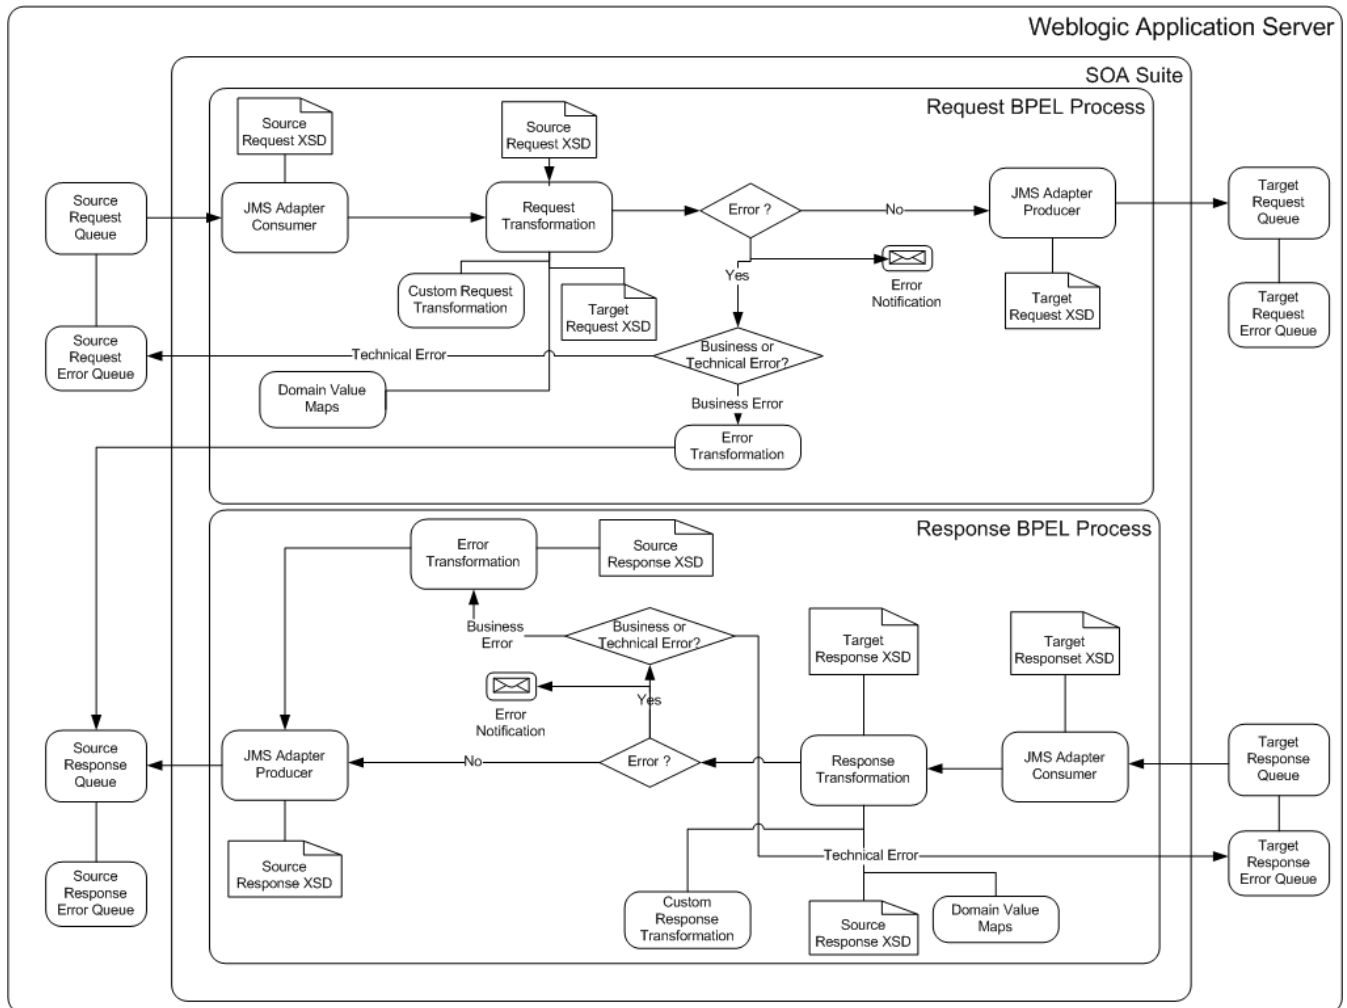 Weblogic Application Server
SOA Suite
Request BPEL Process
Source
Request XSD
Source
Request XSD
Source
Request
Queue
JMS Adapter
Consumer
Request
Transformation
Error ?
No
JMS Adapter
Producer
Target
Request
Queue
Yes
Error
Notification
Custom Request
Transformation
Target
Request XSD
Target
Request XSD
Target
Request
Error Queue
Source
Request
Error Queue
Technical Error
Business or
Technical Error?
Domain Value
Maps
Business Error
Error
Transformation
Response BPEL Process
Error
Transformation
Source
Response XSD
Business
Error
Business or
Technical Error?
Target
Response XSD
Target
Responset XSD
Yes
Error
Notification
Source
Response
Queue
JMS Adapter
Producer
No
Error ?
Response
Transformation
JMS Adapter
Consumer
Target
Response
Queue
Source
Response XSD
Technical Error
Target
Response
Error Queue
Source
Response
Error Queue
Custom
Response
Transformation
Source
Response XSD
Domain Value
Maps